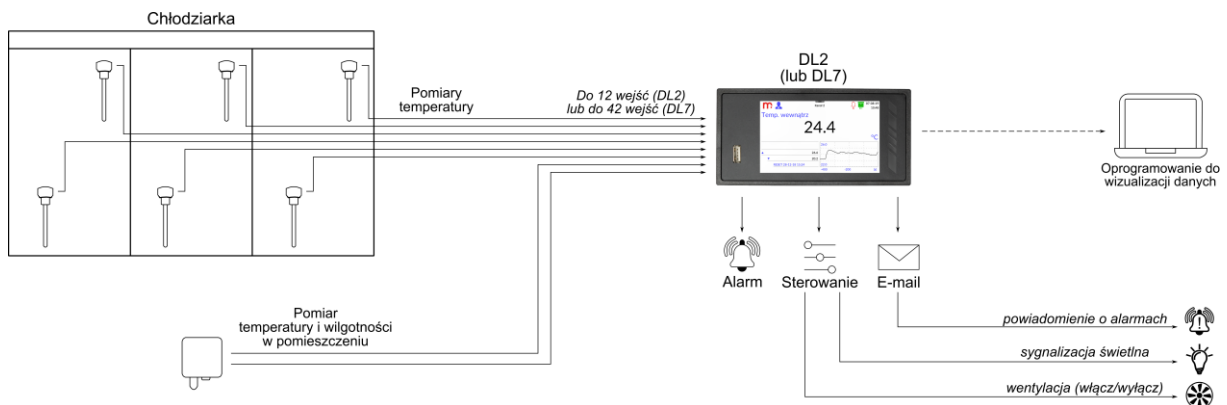 Chłodziarka
Pomiary
temperatury
Do 12 wejść (DL2)
lub do 42 wejść (DL7)
DL2
(lub DL7)
Temp. wewnątrz
24.4
°C
Oprogramowanie do
wizualizacji danych
Alarm
Sterowanie
E-mail
Pomiar
temperatury i wilgotności
w pomieszczeniu
powiadomienie o alarmach
sygnalizacja świetlna
wentylacja (włącz/wyłącz)